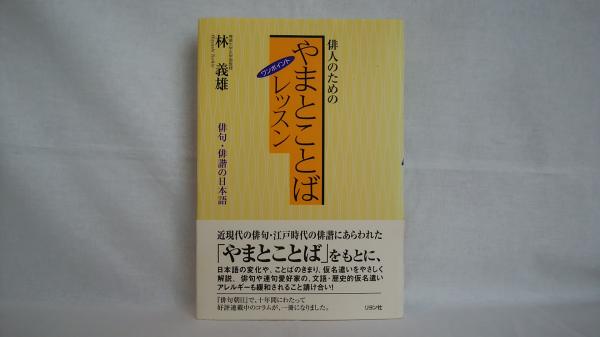 俳人のための
やまとことば
ワンポイント
レッスン
林 義雄
俳句・俳諧の日本語
近現代の俳句・江戸時代の俳諧にあらわれた
「やまとことば」をもとに、
日本語の変化や、ことばのきまり、仮名遣いをやさしく
解説。俳句や連句愛好家の、文語・歴史的仮名遣い
アレルギーも緩和されること請け合い!
『俳句朝日』で、十年間にわたって
好評連載中のコラムが、一冊になりました。
リヨン社